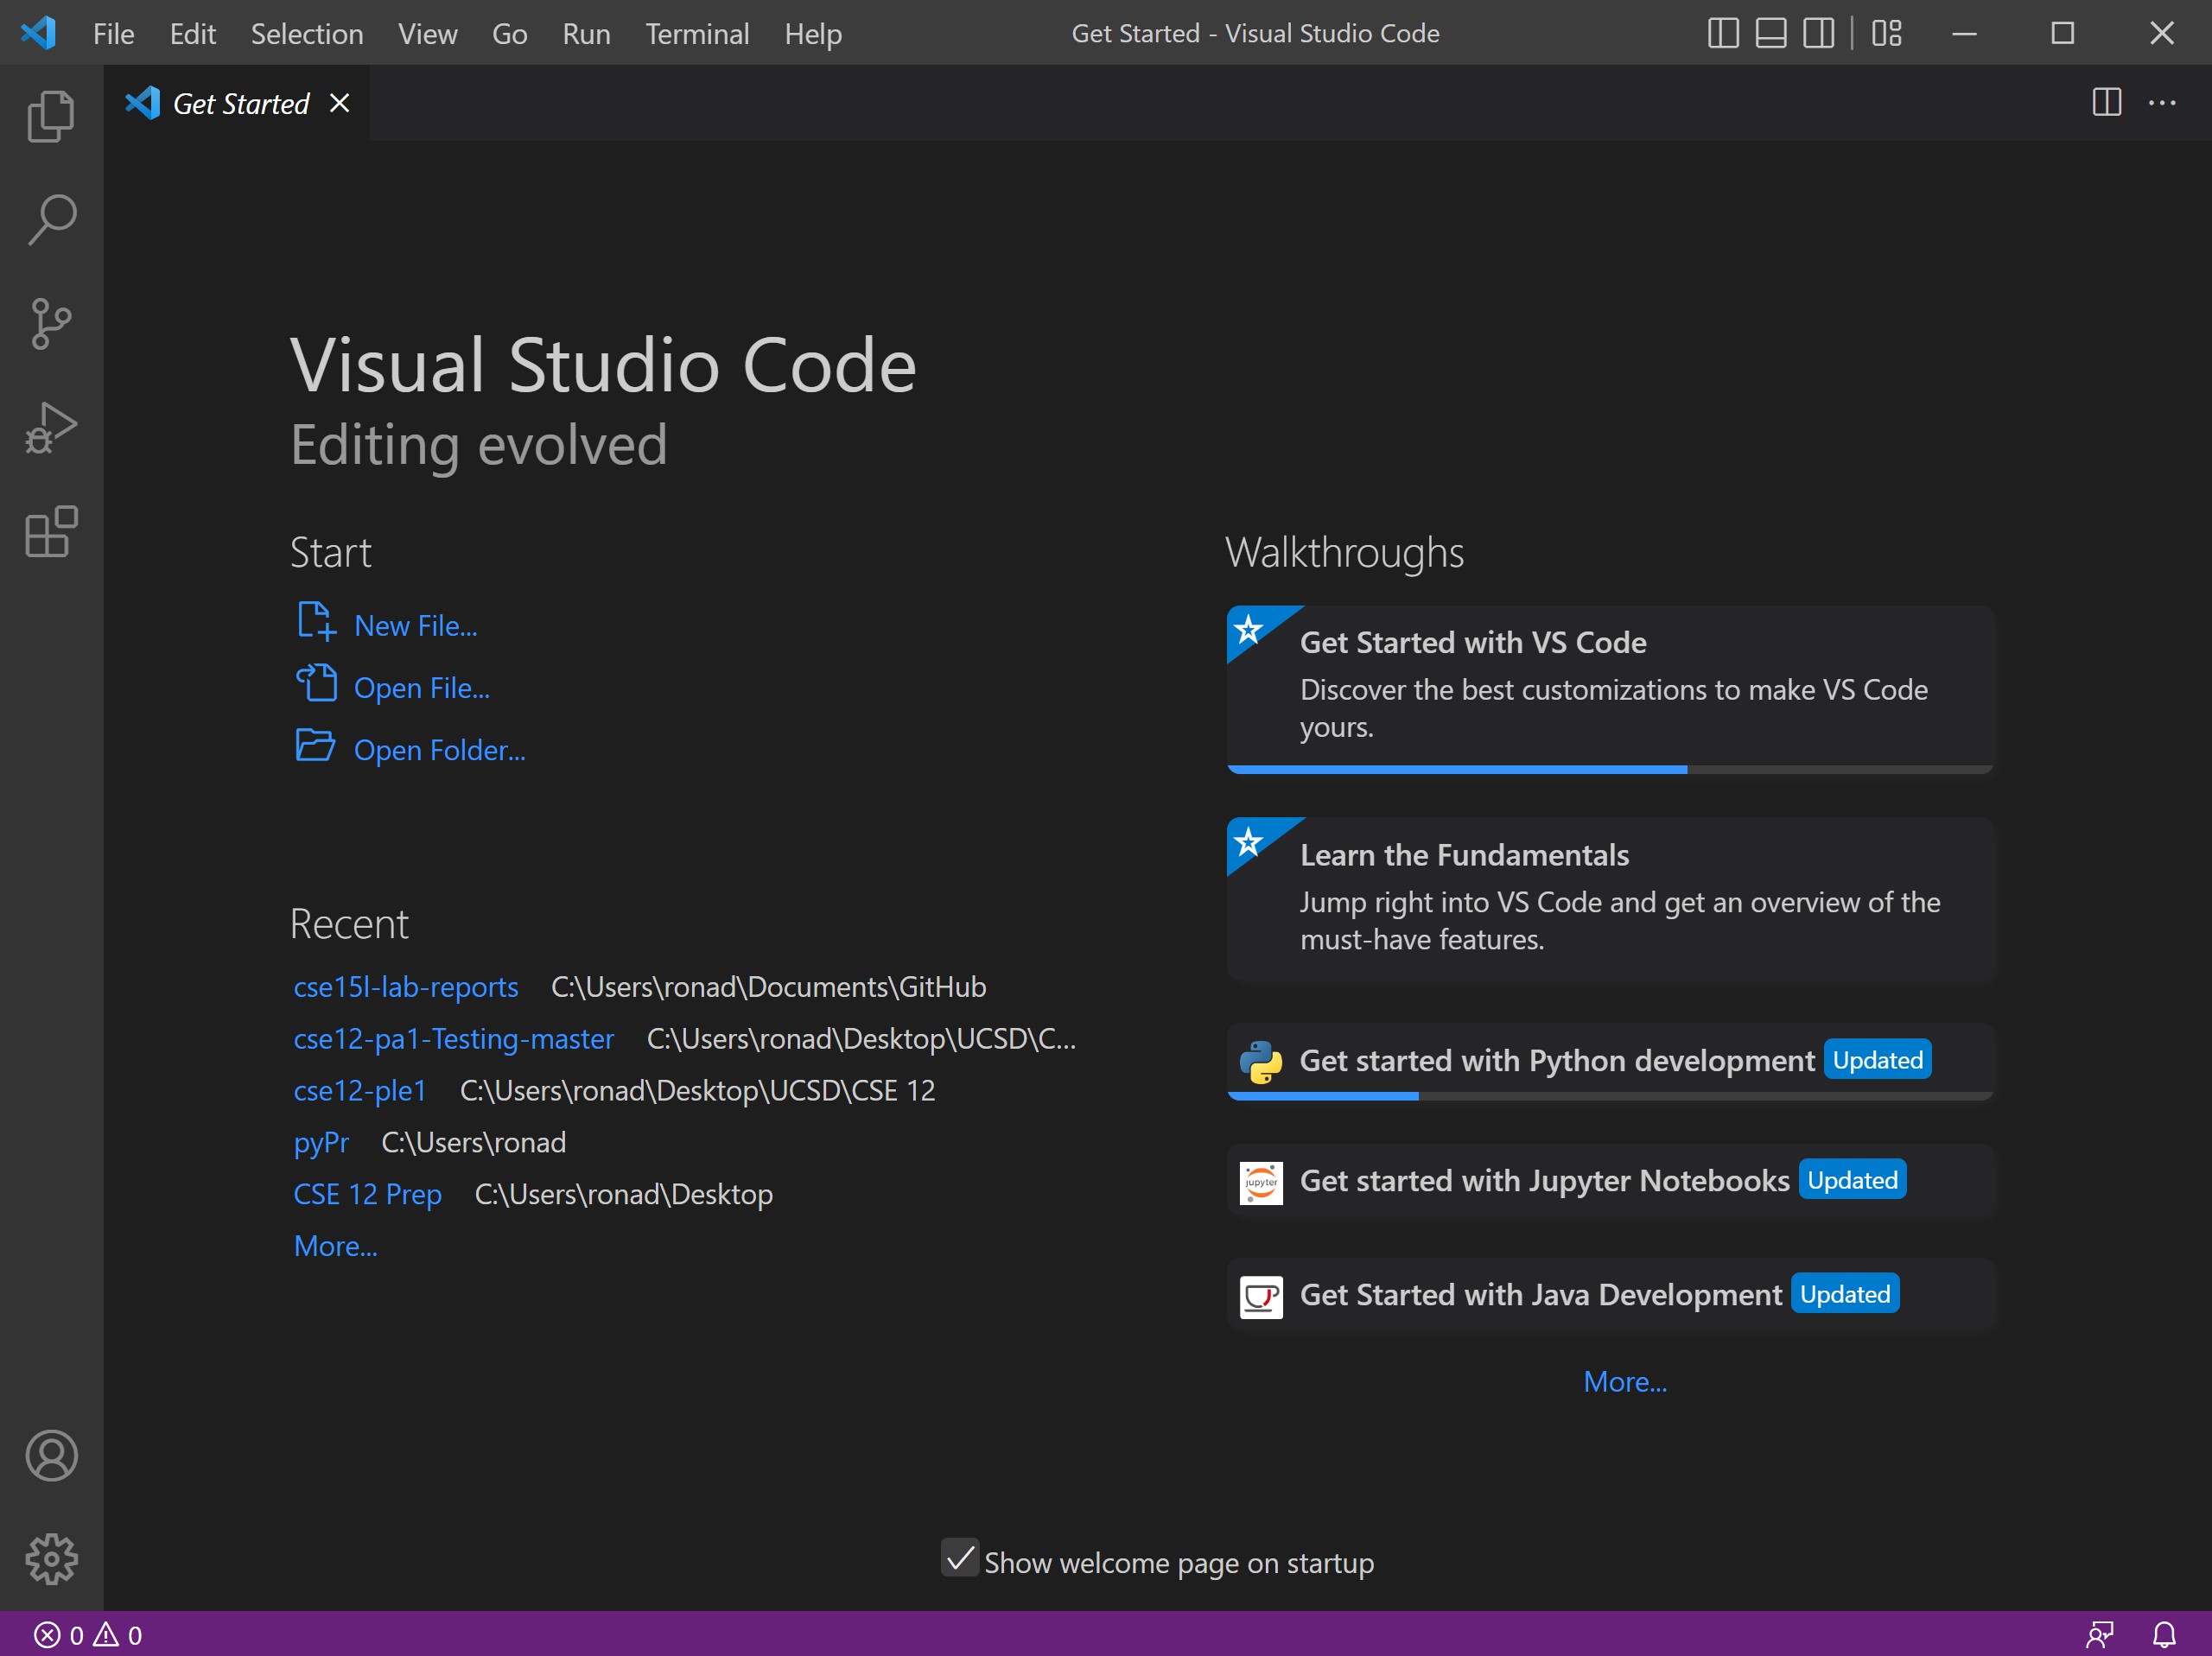 File Edit Selection View Go Run Terminal Help Get Started - Visual Studio Code
Get Started
Visual Studio Code
Editing evolved
Start
New File...
Open File...
Open Folder...
Recent
cse15l-lab-reports C:\Users\ronad\Documents\GitHub
cse12-pa1-Testing-master C:\Users\ronad\Desktop\UCSD\C...
cse12-ple1 C:\Users\ronad\Desktop\UCSD\CSE 12
pyPr C:\Users\ronad
CSE 12 Prep C:\Users\ronad\Desktop
More...
Walkthroughs
Get Started with VS Code
Discover the best customizations to make VS Code
yours.
Learn the Fundamentals
Jump right into VS Code and get an overview of the
must-have features.
Get started with Python development Updated
jupyter
Get started with Jupyter Notebooks Updated
Get Started with Java Development Updated
More...
Show welcome page on startup
0 0